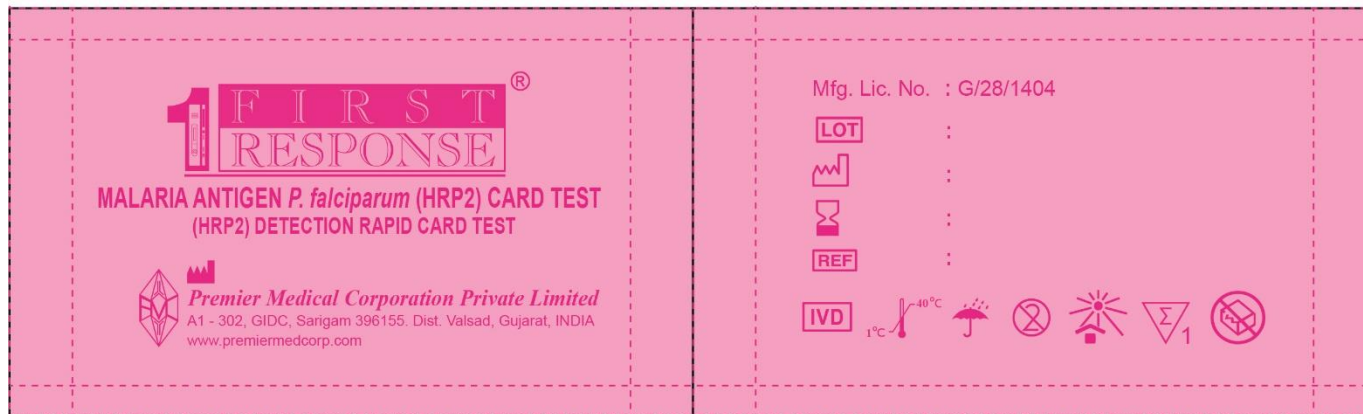 1 FIRST ®
RESPONSE
MALARIA ANTIGEN P. falciparum (HRP2) CARD TEST
(HRP2) DETECTION RAPID CARD TEST
Premier Medical Corporation Private Limited
A1 - 302, GIDC, Sarigam 396155. Dist. Valsad, Gujarat, INDIA
www.premiermedcorp.com
Mfg. Lic. No. : G/28/1404
LOT :
:
:
REF :
IVD 1°C 40°C 2 Σ 1